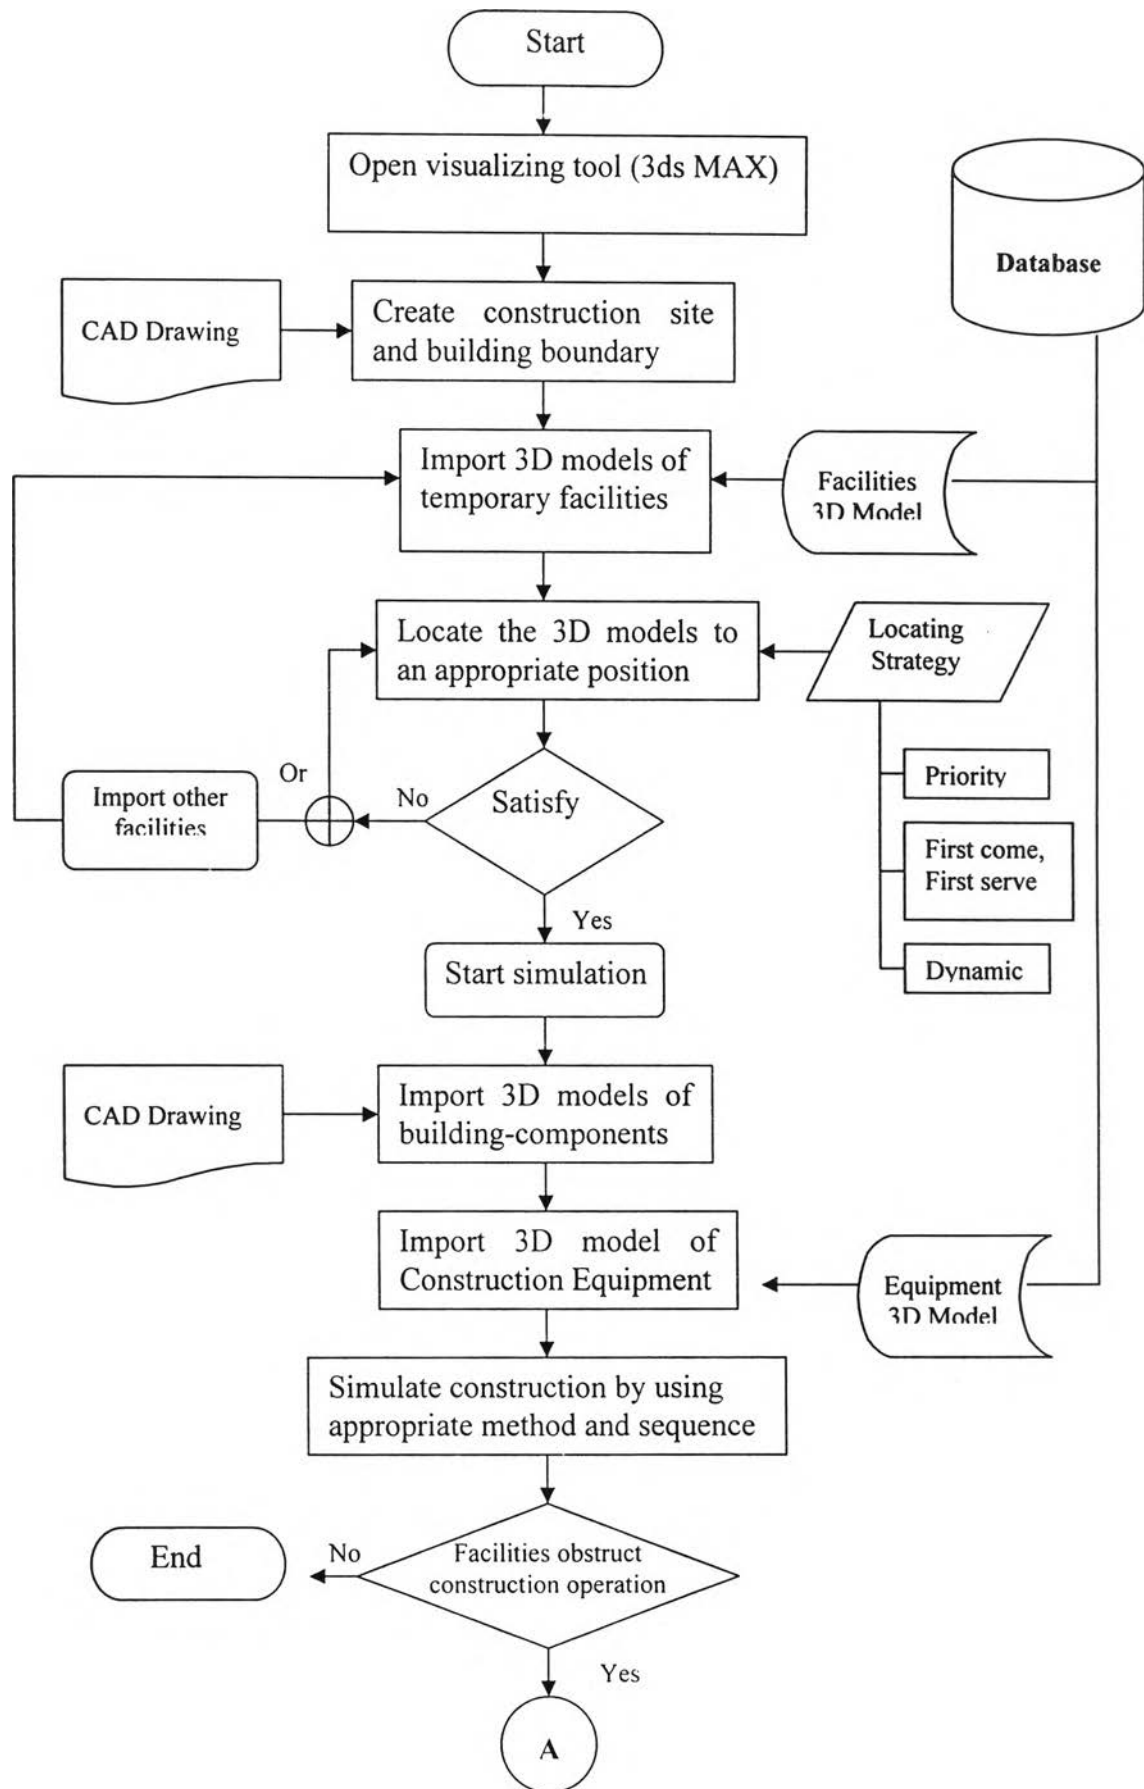 Start
Open visualizing tool (3ds MAX)
Database
CAD Drawing
Create construction site
and building boundary
Import 3D models of
temporary facilities
Facilities
3D Model
Locate the 3D models to
an appropriate position
Locating
Strategy
Or
No
Satisfy
Import other
facilities
Priority
First come,
First serve
Dynamic
Yes
Start simulation
CAD Drawing
Import 3D models of
building-components
Import 3D model of
Construction Equipment
Equipment
3D Model
Simulate construction by using
appropriate method and sequence
End
No
Facilities obstruct
construction operation
Yes
A